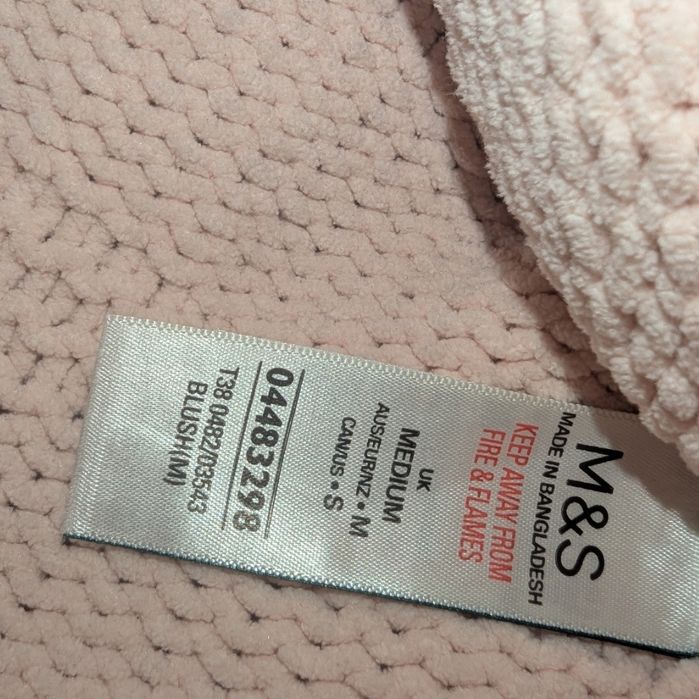 M&S
MADE IN BANGLADESH
KEEP AWAY FROM
FIRE & FLAMES
UK
MEDIUM
AUS/EUR/NZ • M
CAN/US • S
04483298
T38 0482/03543
BLUSH(M)